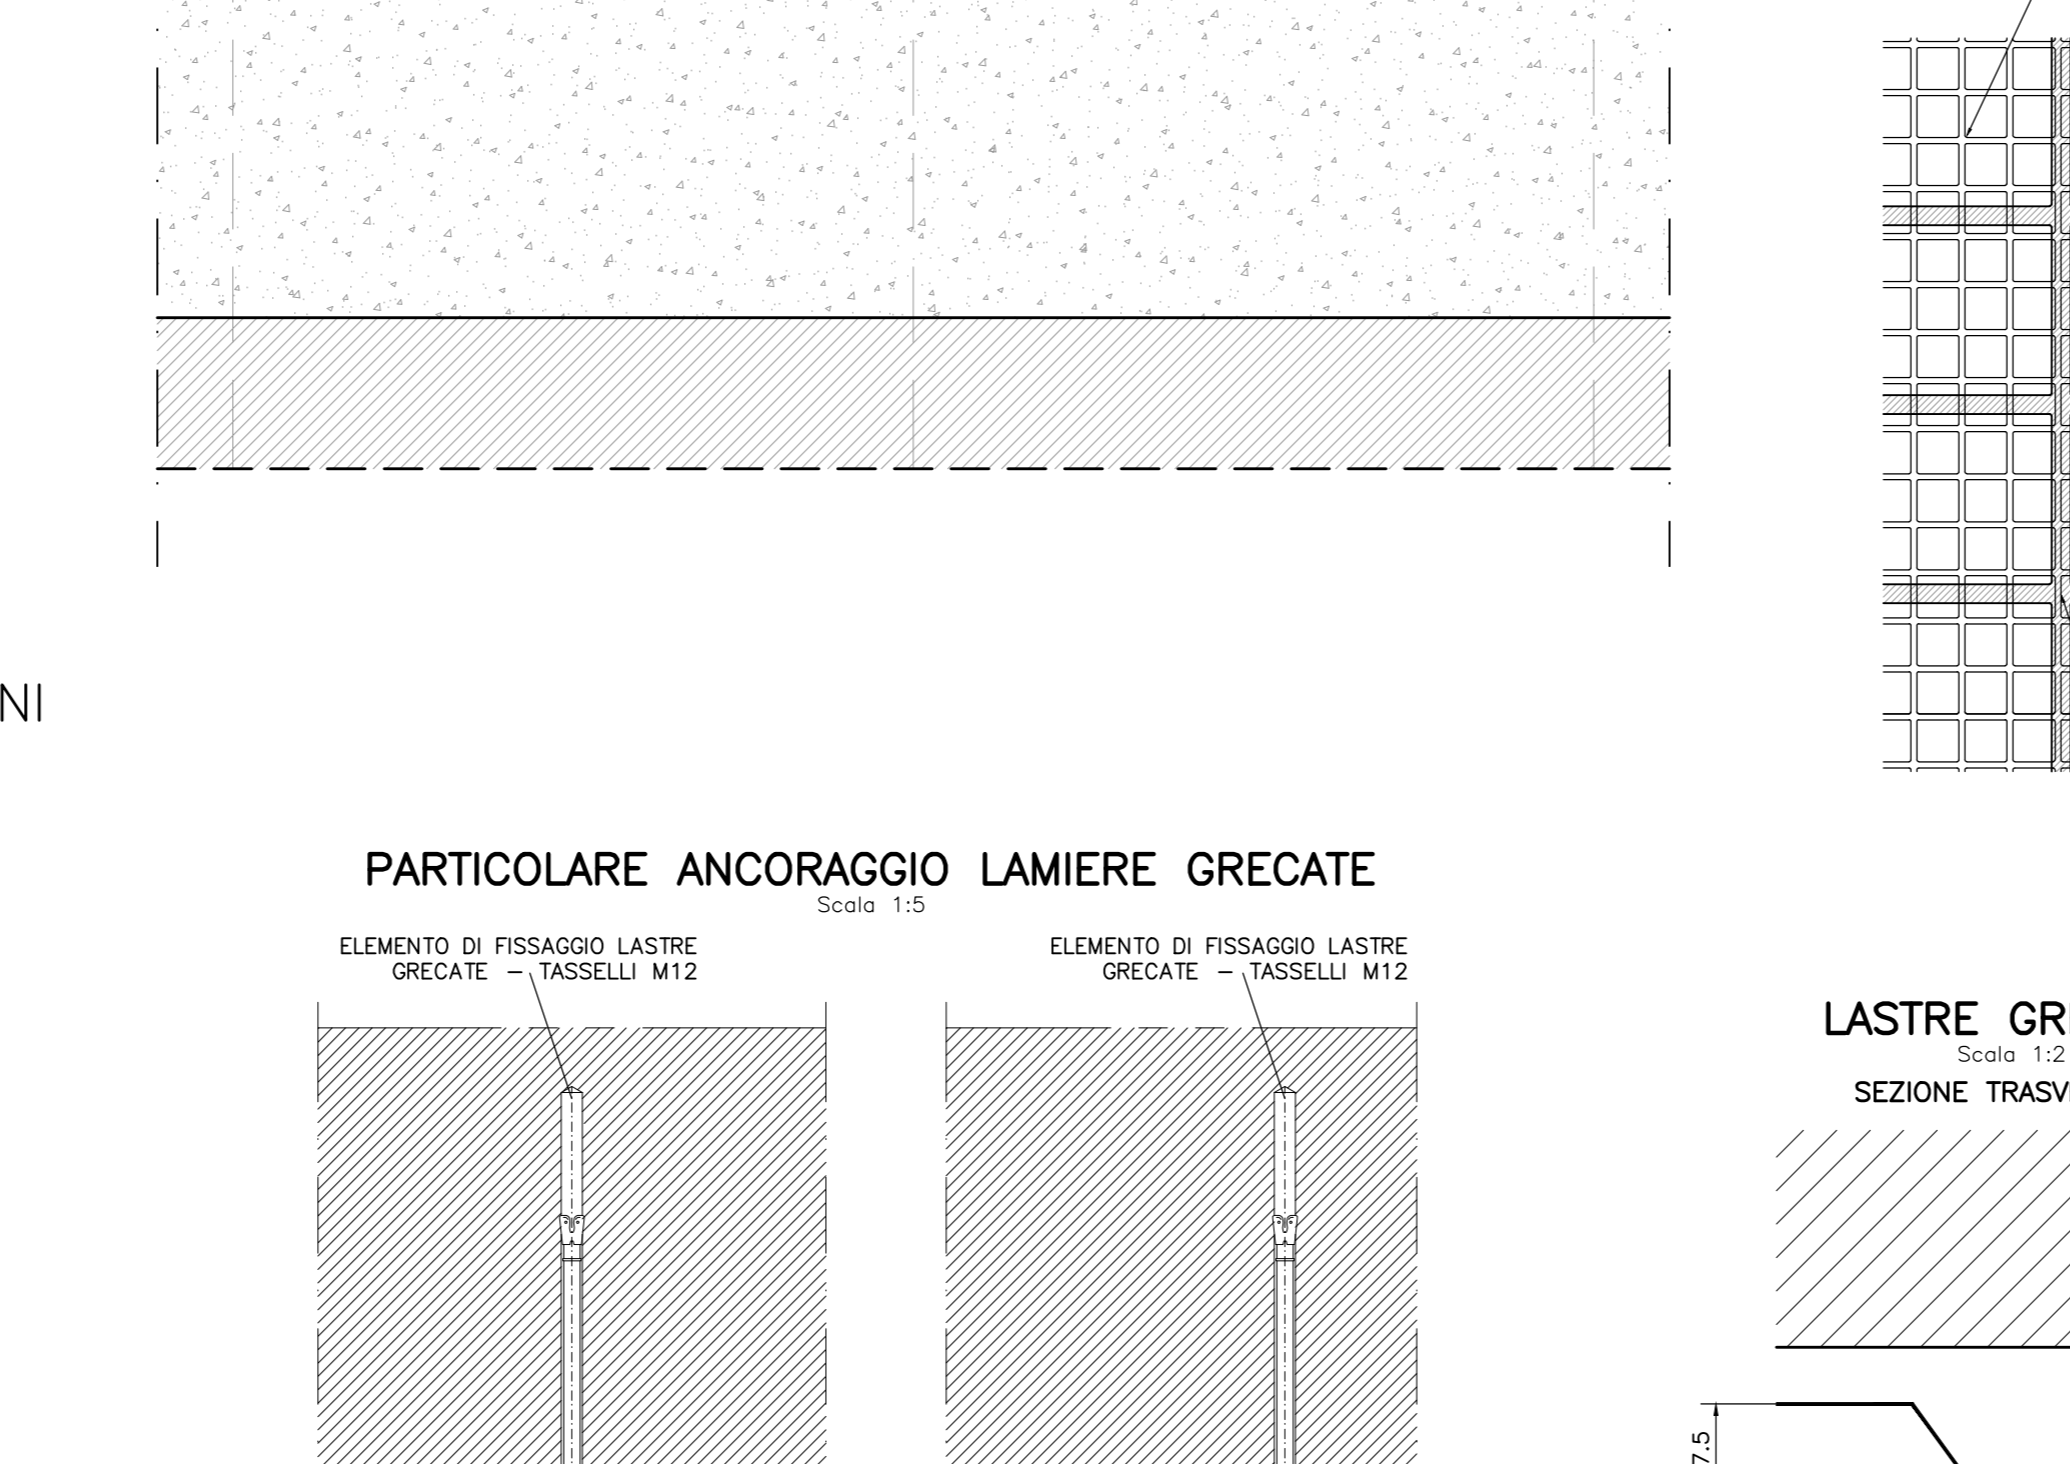 NI
PARTICOLARE ANCORAGGIO LAMIERE GRECATE
Scala 1:5
ELEMENTO DI FISSAGGIO LASTRE
GRECATE – TASSELLI M12
ELEMENTO DI FISSAGGIO LASTRE
GRECATE – TASSELLI M12
LASTRE GR
Scala 1:2
SEZIONE TRASV
7.5